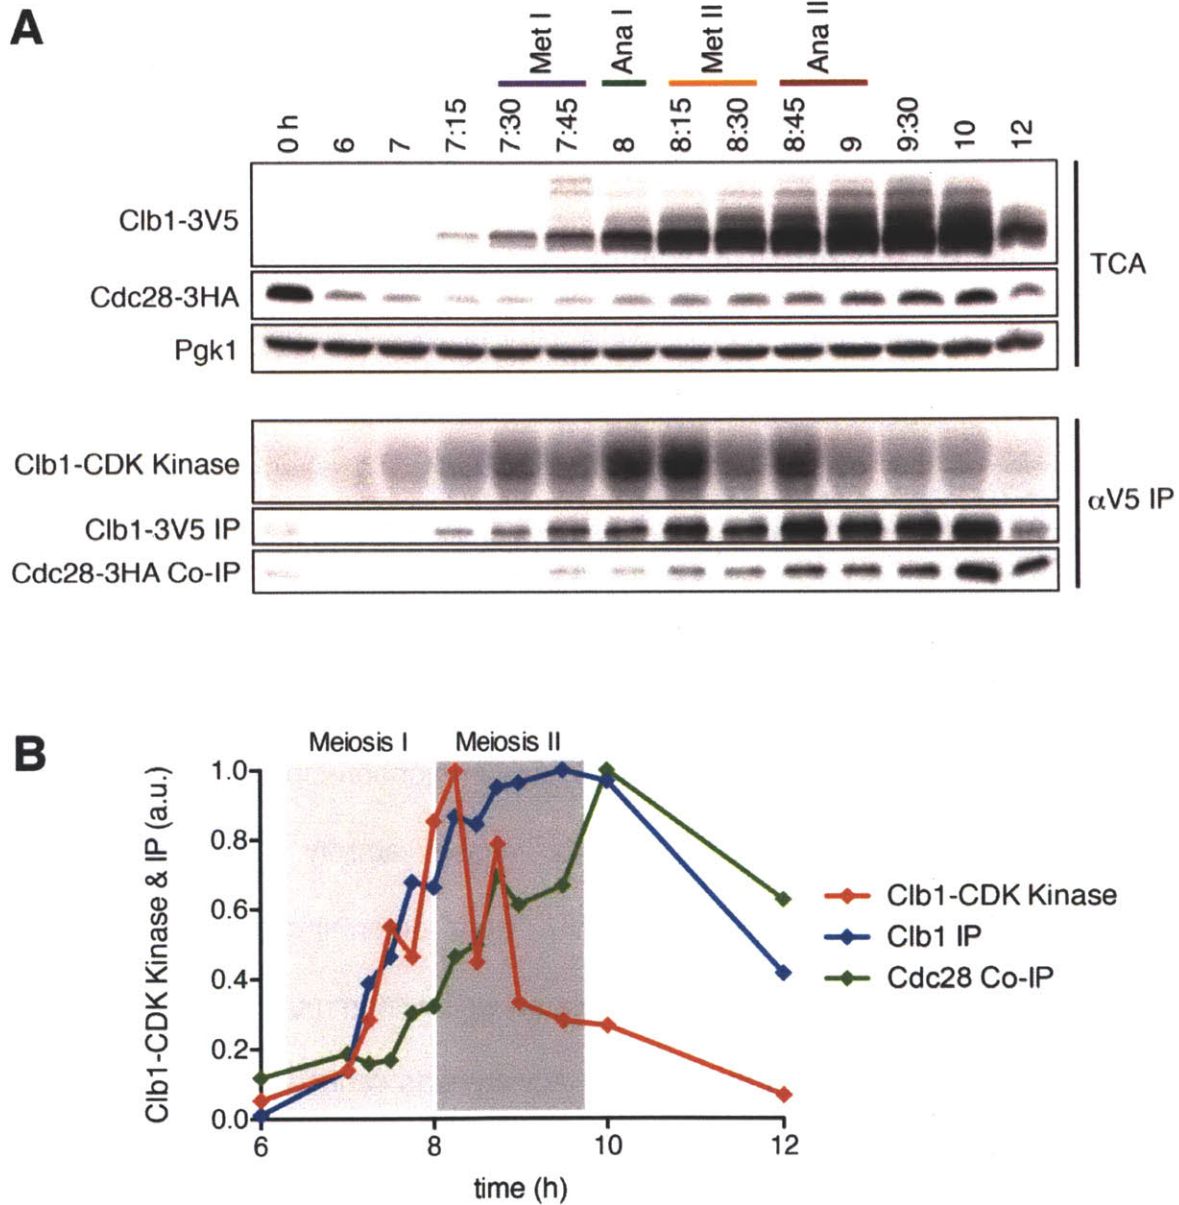 A
Met I
Ana I
Met II
Ana II
0 h
6
7
7:15
7:30
7:45
8
8:15
8:30
8:45
9
9:30
10
12
Clb1-3V5
Cdc28-3HA
Pgk1
TCA
Clb1-CDK Kinase
Clb1-3V5 IP
Cdc28-3HA Co-IP
αV5 IP
B
Meiosis I
Meiosis II
Clb1-CDK Kinase & IP (a.u.)
1.0
0.8
0.6
0.4
0.2
0.0
6
8
10
12
time (h)
Clb1-CDK Kinase
Clb1 IP
Cdc28 Co-IP